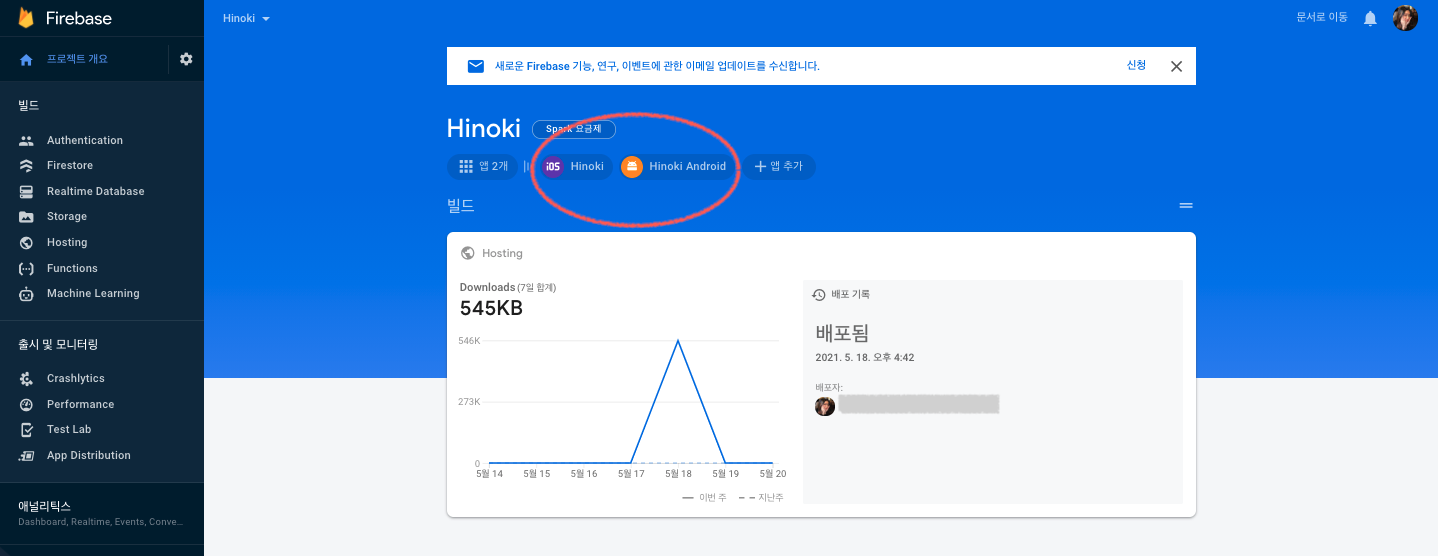 Firebase
Hinoki
문서로 이동
프로젝트 개요
새로운 Firebase 기능, 연구, 이벤트에 관한 이메일 업데이트를 수신합니다.
신청
빌드
Authentication
Firestore
Realtime Database
Storage
Hosting
Functions
Machine Learning
출시 및 모니터링
Crashlytics
Performance
Test Lab
App Distribution
애널리틱스
Dashboard, Realtime, Events, Conve...
Hinoki
Spark 요금제
앱 2개
iOS
Hinoki
Hinoki Android
앱 추가
빌드
Hosting
Downloads (7일 합계)
545KB
546K
273K
0
5월 14 5월 15 5월 16 5월 17 5월 18 5월 19 5월 20
이번 주 지난주
배포 기록
배포됨
2021. 5. 18. 오후 4:42
배포자: